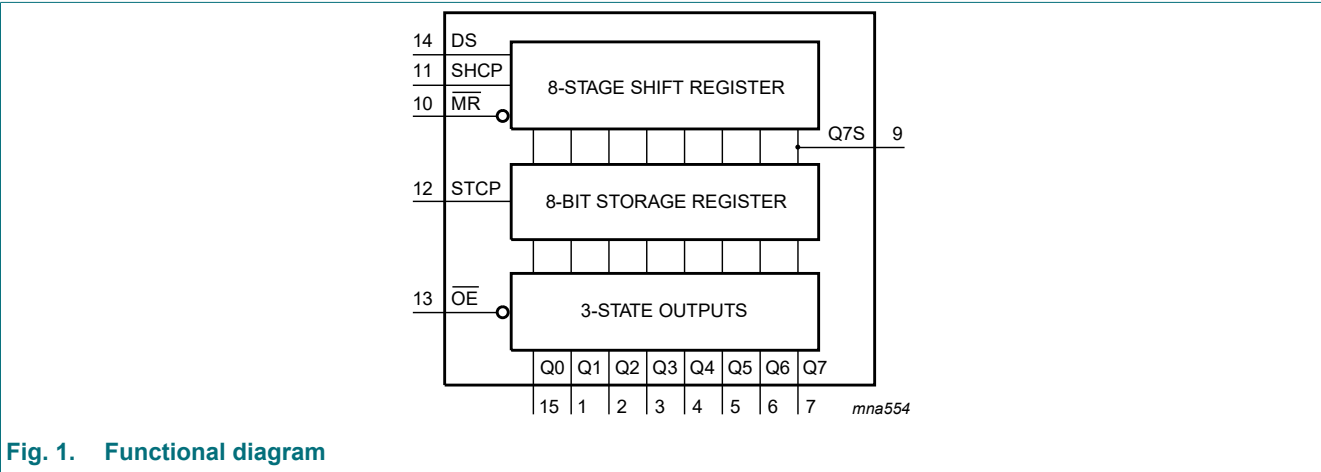 14 DS
11 SHCP
10 M̅R̅
8-STAGE SHIFT REGISTER
Q7S 9
12 STCP
8-BIT STORAGE REGISTER
13 O̅E̅
3-STATE OUTPUTS
Q0 Q1 Q2 Q3 Q4 Q5 Q6 Q7
15 1 2 3 4 5 6 7
mna554
Fig. 1. Functional diagram